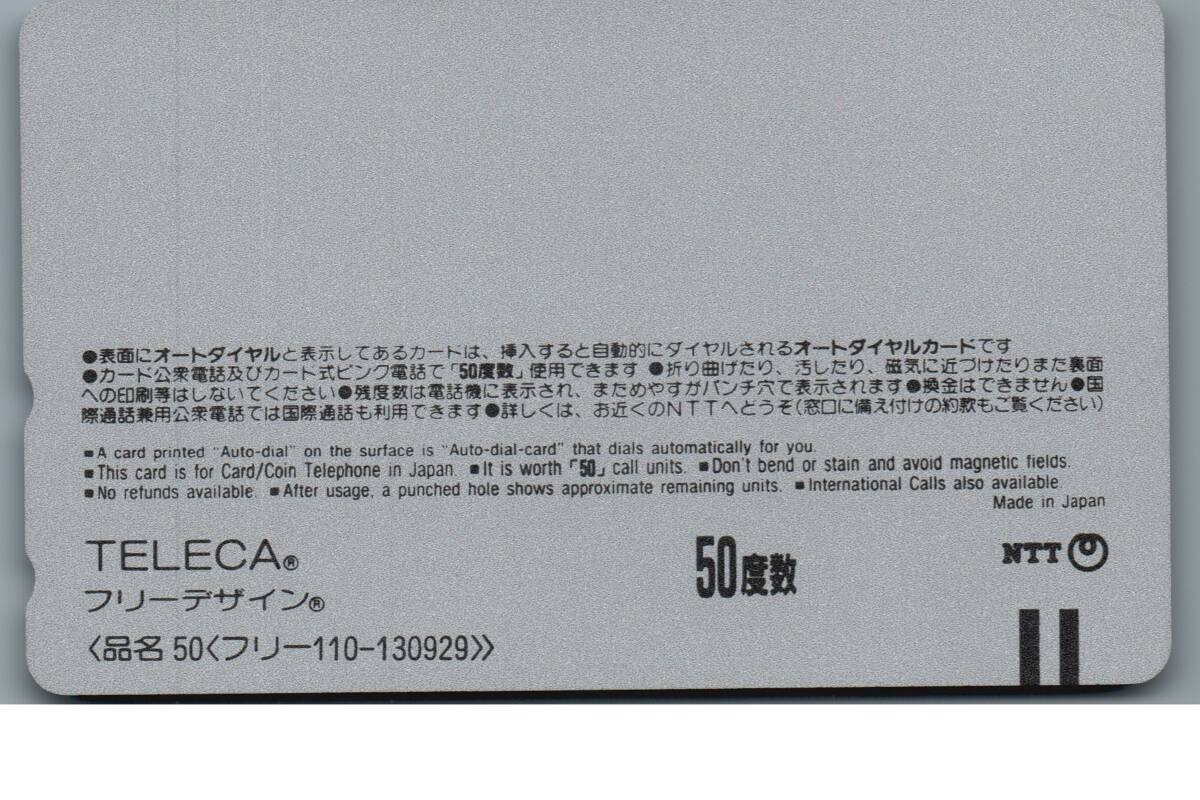 ●表面にオートダイヤルと表示してあるカードは、挿入すると自動的にダイヤルされるオートダイヤルカードです
●カード公衆電話及びカード式ピンク電話で「50度数」使用できます ●折り曲げたり、汚したり、磁気に近づけたりまた裏面
への印刷等はしないでください●残度数は電話機に表示され、まためやすがパンチ穴で表示されます●換金はできません●国
際通話兼用公衆電話では国際通話も利用できます●詳しくは、お近くのNTTへどうぞ(窓口に備え付けの約款もご覧ください)
■A card printed "Auto-dial" on the surface is "Auto-dial-card" that dials automatically for you.
■This card is for Card/Coin Telephone in Japan. ■It is worth「50」call units. ■Don't bend or stain and avoid magnetic fields.
■No refunds available. ■After usage, a punched hole shows approximate remaining units. ■International Calls also available.
Made in Japan
TELECA®
フリーデザイン®
〈品名 50〈フリー110-130929〉〉
50度数
NTT